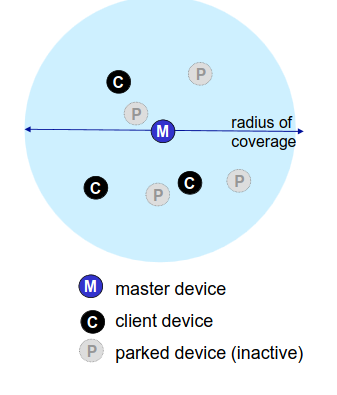 C
P
P
M
radius of
coverage
C
P
C
P
M master device
C client device
P parked device (inactive)